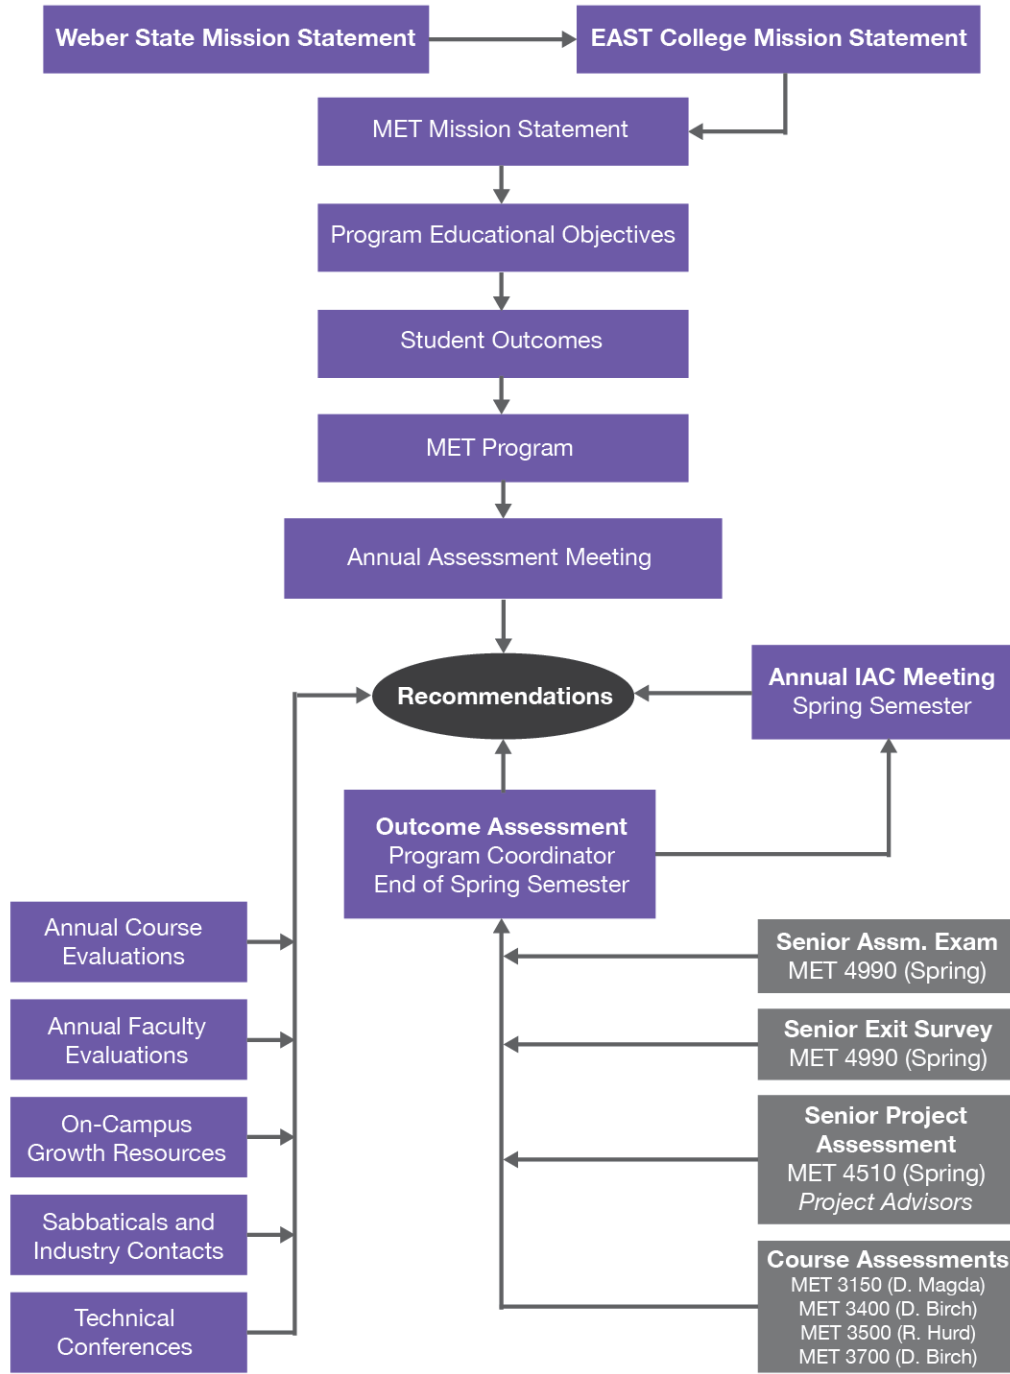 Weber State Mission Statement
EAST College Mission Statement
MET Mission Statement
Program Educational Objectives
Student Outcomes
MET Program
Annual Assessment Meeting
Recommendations
Annual IAC Meeting
Spring Semester
Outcome Assessment
Program Coordinator
End of Spring Semester
Annual Course
Evaluations
Annual Faculty
Evaluations
On-Campus
Growth Resources
Sabbaticals and
Industry Contacts
Technical
Conferences
Senior Assm. Exam
MET 4990 (Spring)
Senior Exit Survey
MET 4990 (Spring)
Senior Project
Assessment
MET 4510 (Spring)
Project Advisors
Course Assessments
MET 3150 (D. Magda)
MET 3400 (D. Birch)
MET 3500 (R. Hurd)
MET 3700 (D. Birch)